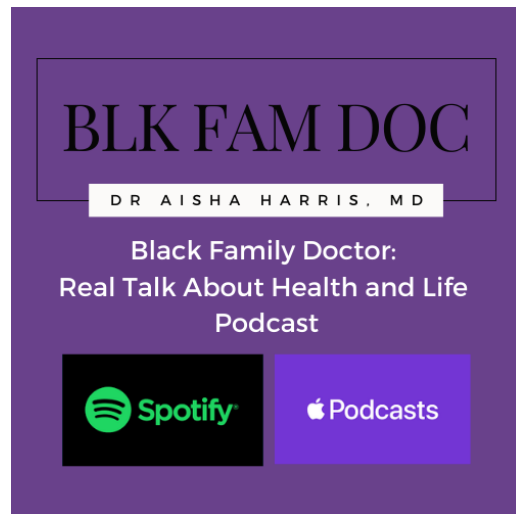 BLK FAM DOC
DR AISHA HARRIS, MD
Black Family Doctor:
Real Talk About Health and Life
Podcast
Spotify
Podcasts